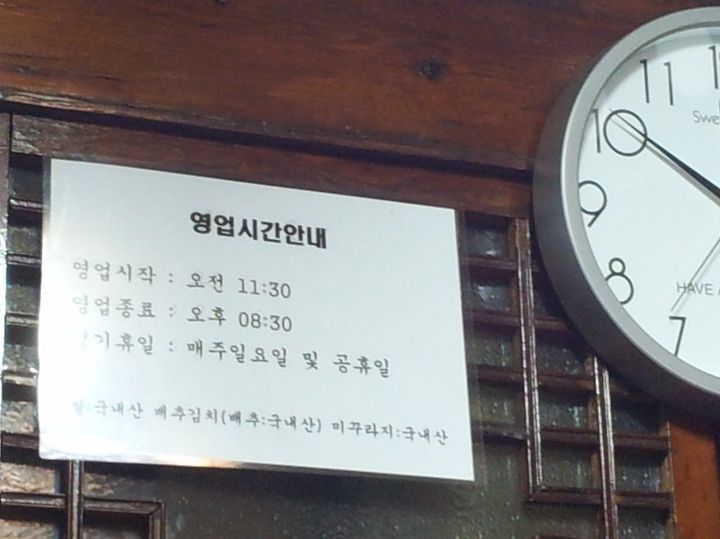 영업시간안내
영업시작 : 오전 11:30
영업종료 : 오후 08:30
정기휴일 : 매주일요일 및 공휴일
쌀:국내산 배추김치(배추:국내산) 미꾸라지:국내산
11
10
9
8
7
HAVE